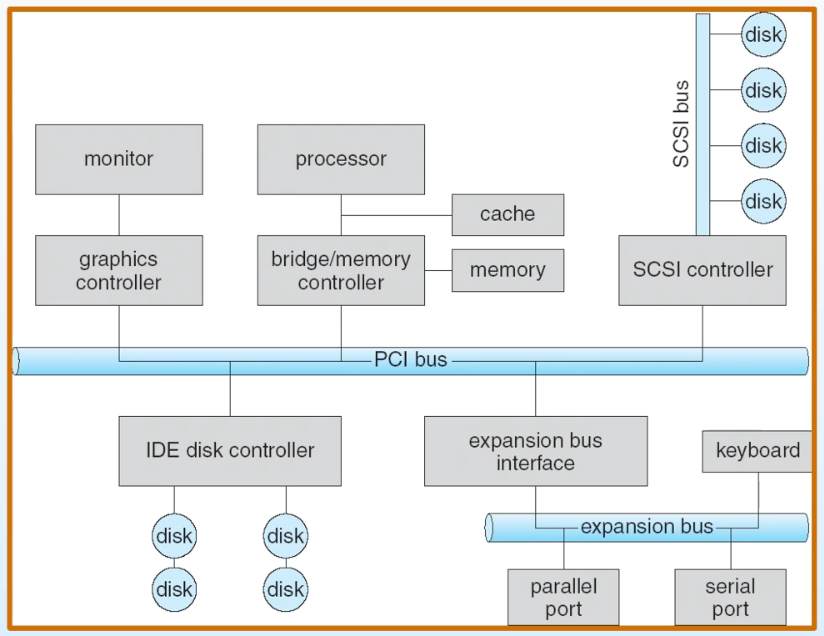 disk
disk
SCSI bus
disk
disk
monitor
processor
cache
graphics
controller
bridge/memory
controller
memory
SCSI controller
PCI bus
IDE disk controller
expansion bus
interface
keyboard
disk
disk
expansion bus
disk
disk
parallel
port
serial
port